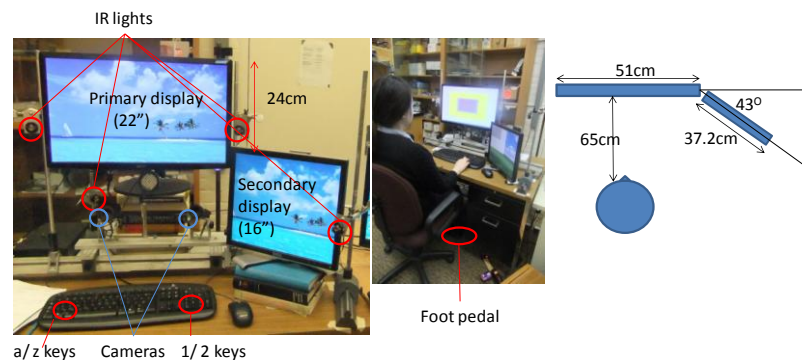 IR lights
Primary display
(22”)
24cm
Secondary
display
(16”)
a/ z keys
Cameras
1/ 2 keys
Foot pedal
51cm
43O
37.2cm
65cm